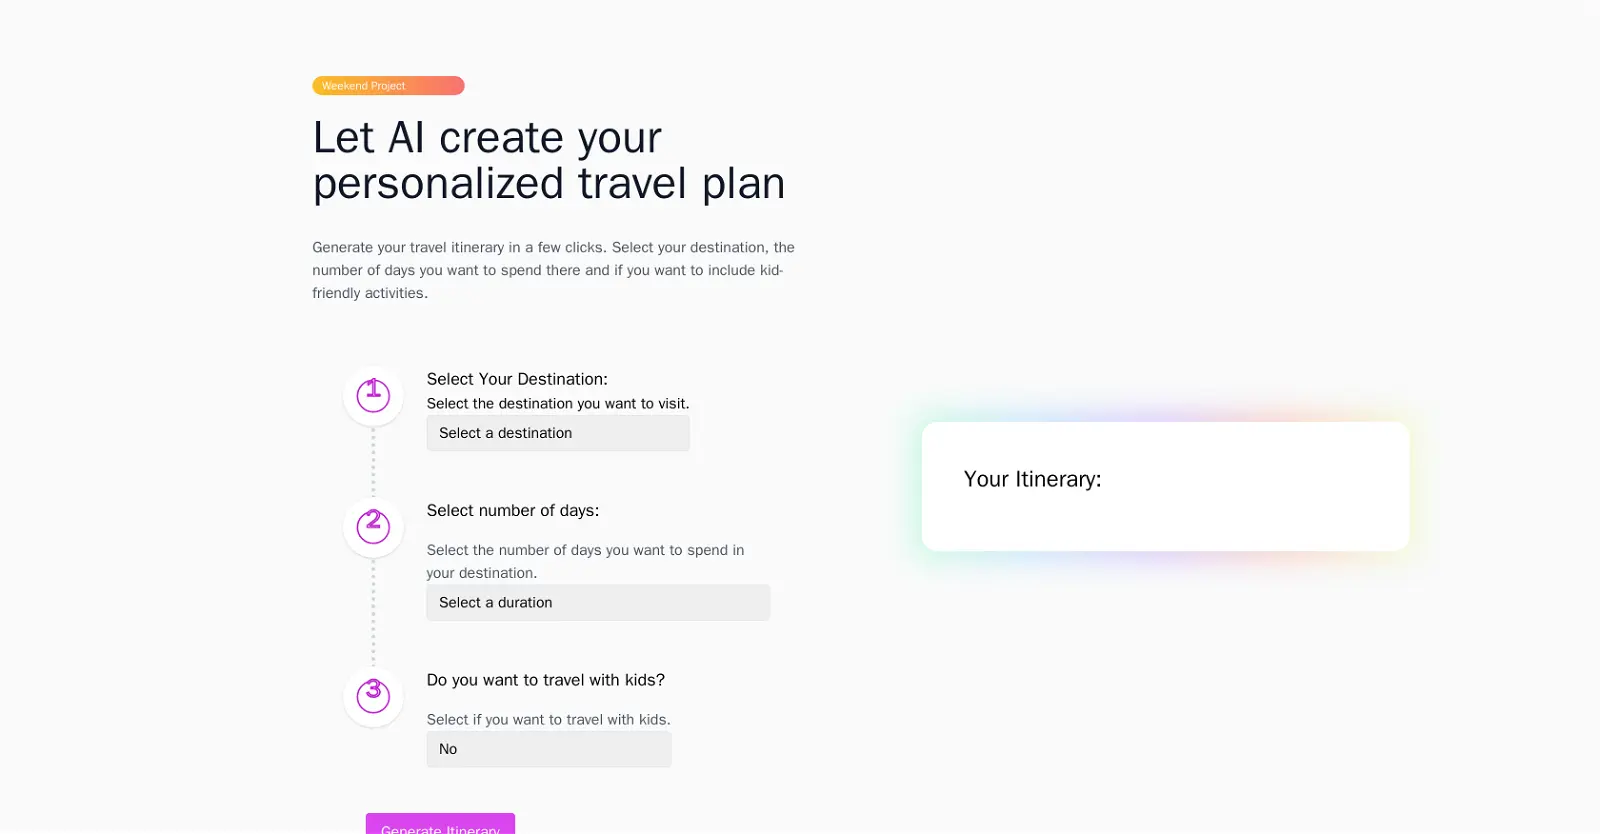 Weekend Project
Let AI create your
personalized travel plan
Generate your travel itinerary in a few clicks. Select your destination, the
number of days you want to spend there and if you want to include kid-
friendly activities.
1
Select Your Destination:
Select the destination you want to visit.
Select a destination
2
Select number of days:
Select the number of days you want to spend in
your destination.
Select a duration
3
Do you want to travel with kids?
Select if you want to travel with kids.
No
Generate Itinerary
Your Itinerary: